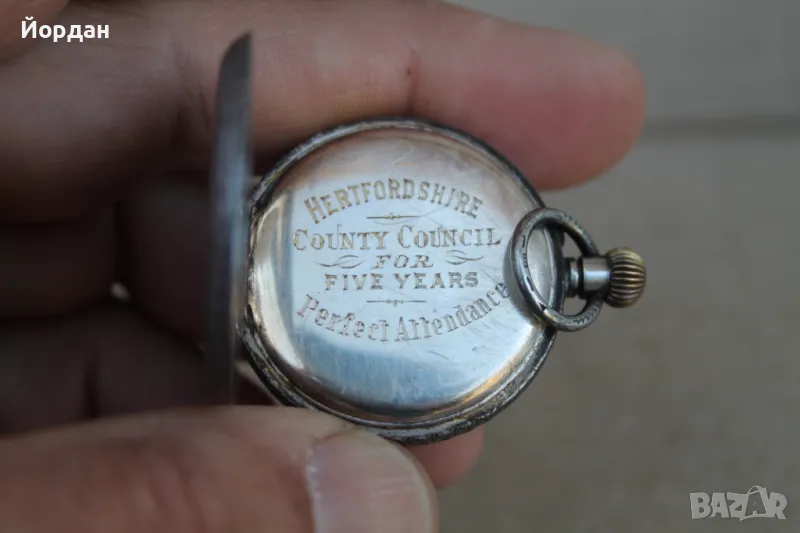 Йордан
HERTFORDSHIRE
COUNTY COUNCIL
FOR
FIVE YEARS
Perfect Attendance
BAZAR